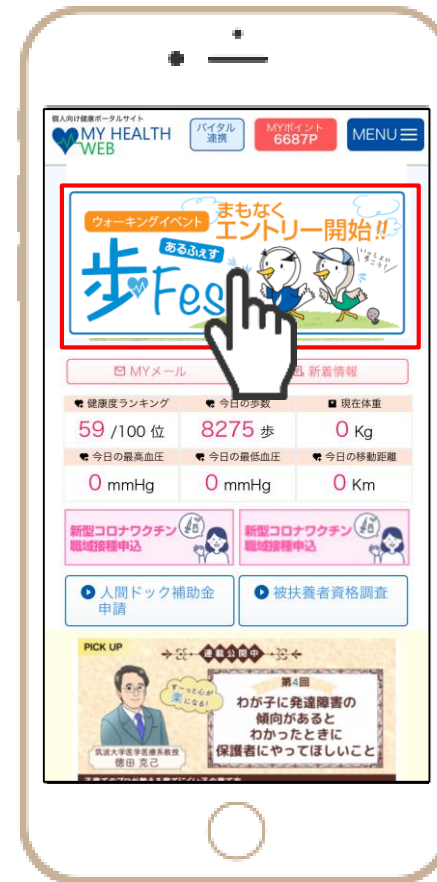 個人向け健康ポータルサイト
MY HEALTH
WEB
バイタル
連携
MYポイント
6687P
MENU
ウォーキングイベント
まもなく
エントリー開始!!
あるふぇす
歩Fes
いっしょに
歩こう!
MYメール
新着情報
健康度ランキング
今日の歩数
現在体重
59 /100 位
8275 歩
0 Kg
今日の最高血圧
今日の最低血圧
今日の移動距離
0 mmHg
0 mmHg
0 Km
新型コロナワクチン
職域接種申込
新型コロナワクチン
職域接種申込
人間ドック補助金
申請
被扶養者資格調査
PICK UP
連載公開中
す〜っと心が
楽になる!
第4回
わが子に発達障害の
傾向があると
わかったときに
保護者にやってほしいこと
筑波大学医学医療系教授
徳田 克己